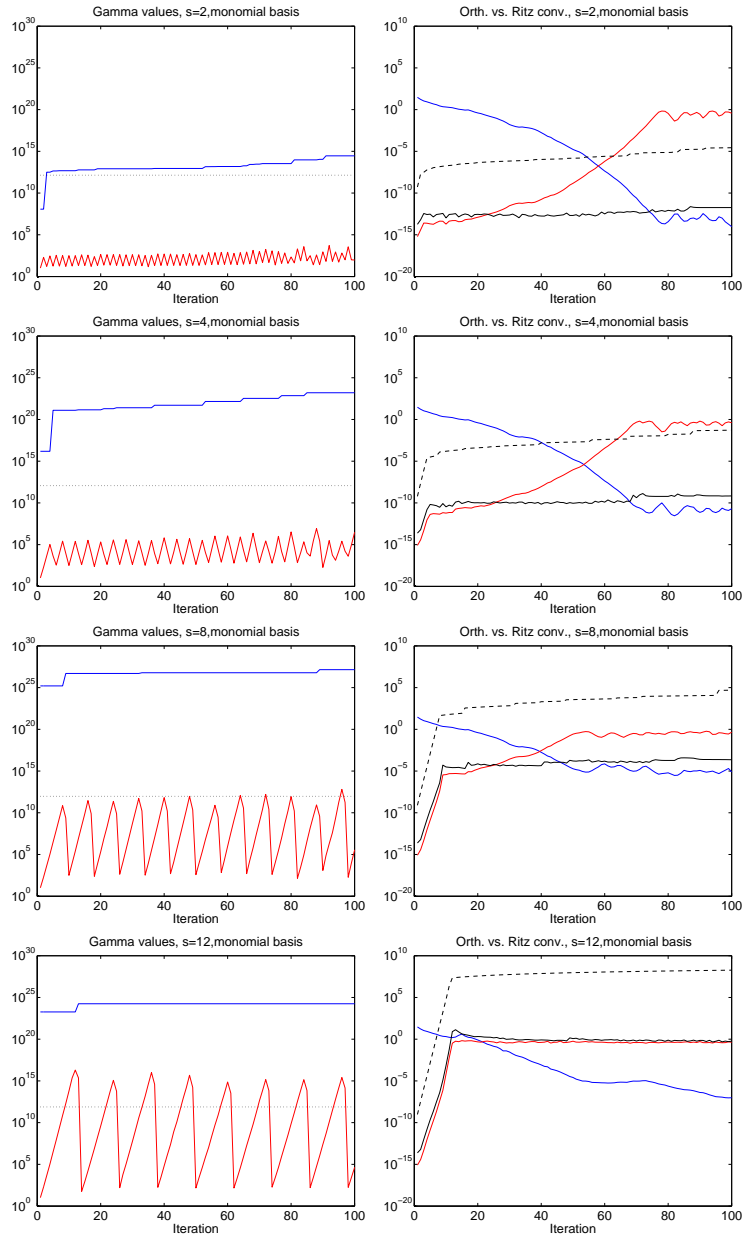 Gamma values, s=2,monomial basis
10^30
10^25
10^20
10^15
10^10
10^5
10^0
0 20 40 60 80 100
Iteration
Orth. vs. Ritz conv., s=2,monomial basis
10^10
10^5
10^0
10^−5
10^−10
10^−15
10^−20
0 20 40 60 80 100
Iteration
Gamma values, s=4,monomial basis
10^30
10^25
10^20
10^15
10^10
10^5
10^0
0 20 40 60 80 100
Iteration
Orth. vs. Ritz conv., s=4,monomial basis
10^10
10^5
10^0
10^−5
10^−10
10^−15
10^−20
0 20 40 60 80 100
Iteration
Gamma values, s=8,monomial basis
10^30
10^25
10^20
10^15
10^10
10^5
10^0
0 20 40 60 80 100
Iteration
Orth. vs. Ritz conv., s=8,monomial basis
10^10
10^5
10^0
10^−5
10^−10
10^−15
10^−20
0 20 40 60 80 100
Iteration
Gamma values, s=12,monomial basis
10^30
10^25
10^20
10^15
10^10
10^5
10^0
0 20 40 60 80 100
Iteration
Orth. vs. Ritz conv., s=12,monomial basis
10^10
10^5
10^0
10^−5
10^−10
10^−15
10^−20
0 20 40 60 80 100
Iteration